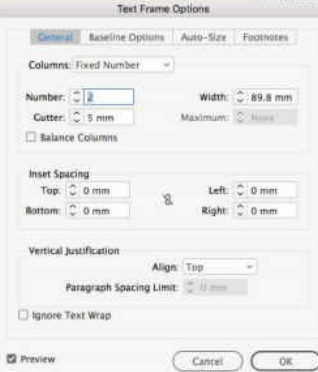 Text Frame Options
General Baseline Options Auto-Size Footnotes
Columns: Fixed Number
Number: 2 Width: 89.8 mm
Gutter: 5 mm Maximum: None
Balance Columns
Inset Spacing
Top: 0 mm Left: 0 mm
Bottom: 0 mm Right: 0 mm
Vertical Justification
Align: Top
Paragraph Spacing Limit: 0 mm
Ignore Text Wrap
Preview Cancel OK